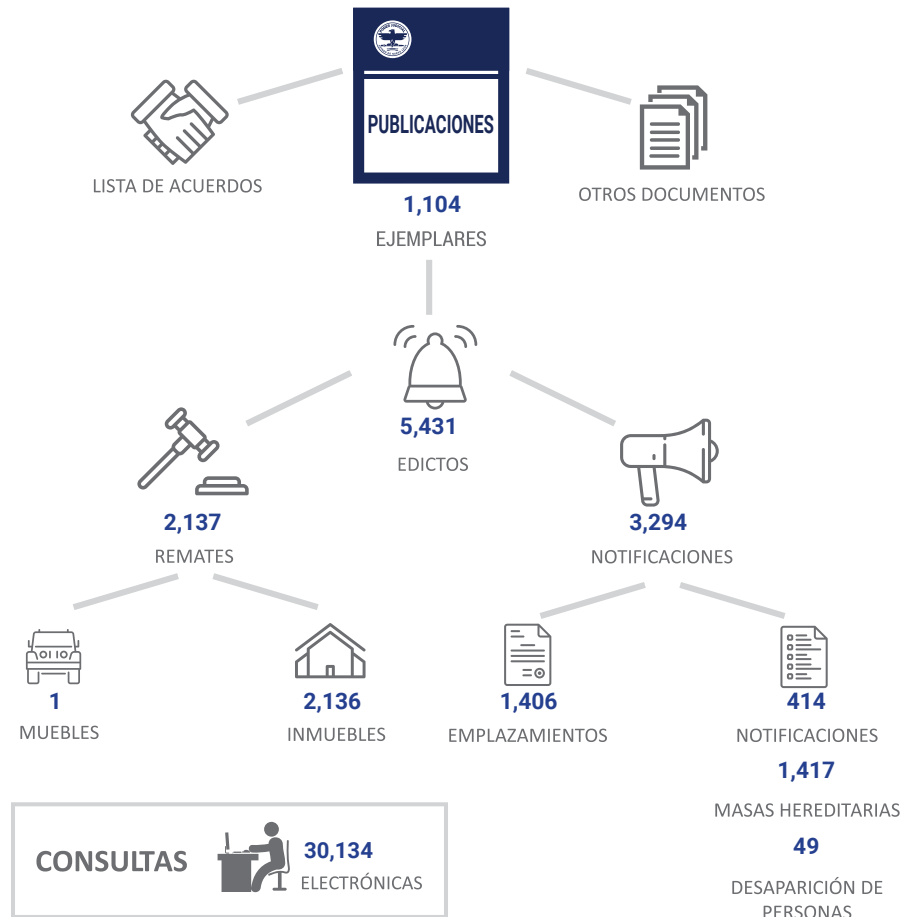 PUBLICACIONES
LISTA DE ACUERDOS
OTROS DOCUMENTOS
1,104
EJEMPLARES
5,431
EDICTOS
2,137
REMATES
3,294
NOTIFICACIONES
1
MUEBLES
2,136
INMUEBLES
1,406
EMPLAZAMIENTOS
414
NOTIFICACIONES
1,417
MASAS HEREDITARIAS
49
DESAPARICIÓN DE
PERSONAS
CONSULTAS
30,134
ELECTRÓNICAS